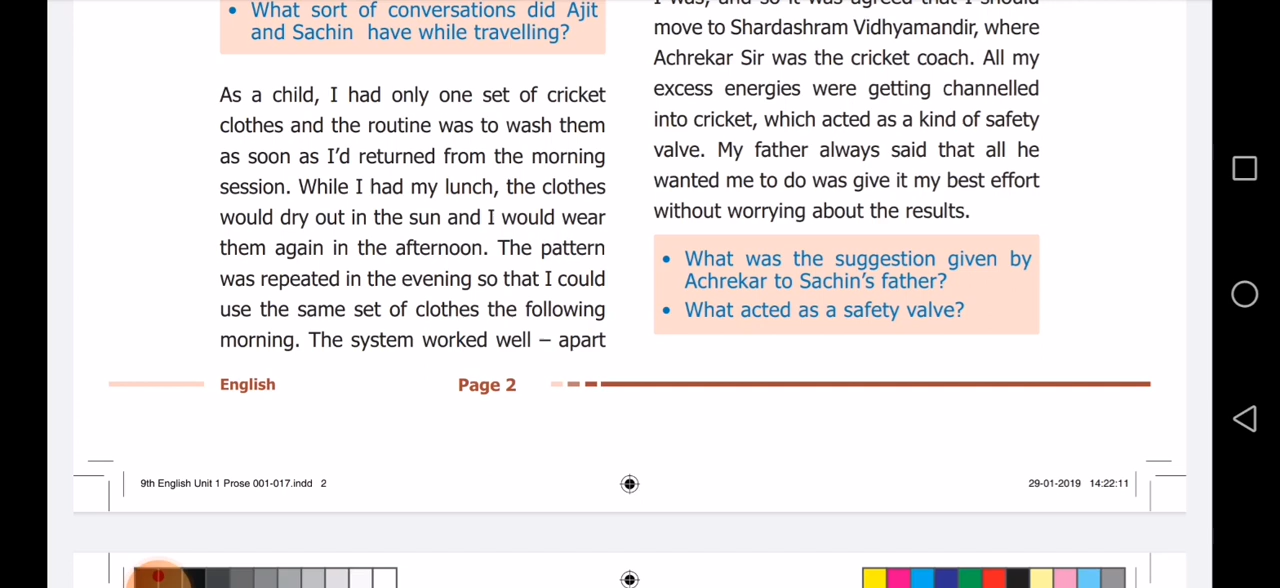 • What sort of conversations did Ajit
and Sachin have while travelling?
As a child, I had only one set of cricket
clothes and the routine was to wash them
as soon as I’d returned from the morning
session. While I had my lunch, the clothes
would dry out in the sun and I would wear
them again in the afternoon. The pattern
was repeated in the evening so that I could
use the same set of clothes the following
morning. The system worked well – apart
I was, and so it was agreed that I should
move to Shardashram Vidhyamandir, where
Achrekar Sir was the cricket coach. All my
excess energies were getting channelled
into cricket, which acted as a kind of safety
valve. My father always said that all he
wanted me to do was give it my best effort
without worrying about the results.
• What was the suggestion given by
Achrekar to Sachin’s father?
• What acted as a safety valve?
English Page 2
9th English Unit 1 Prose 001-017.indd 2 29-01-2019 14:22:11